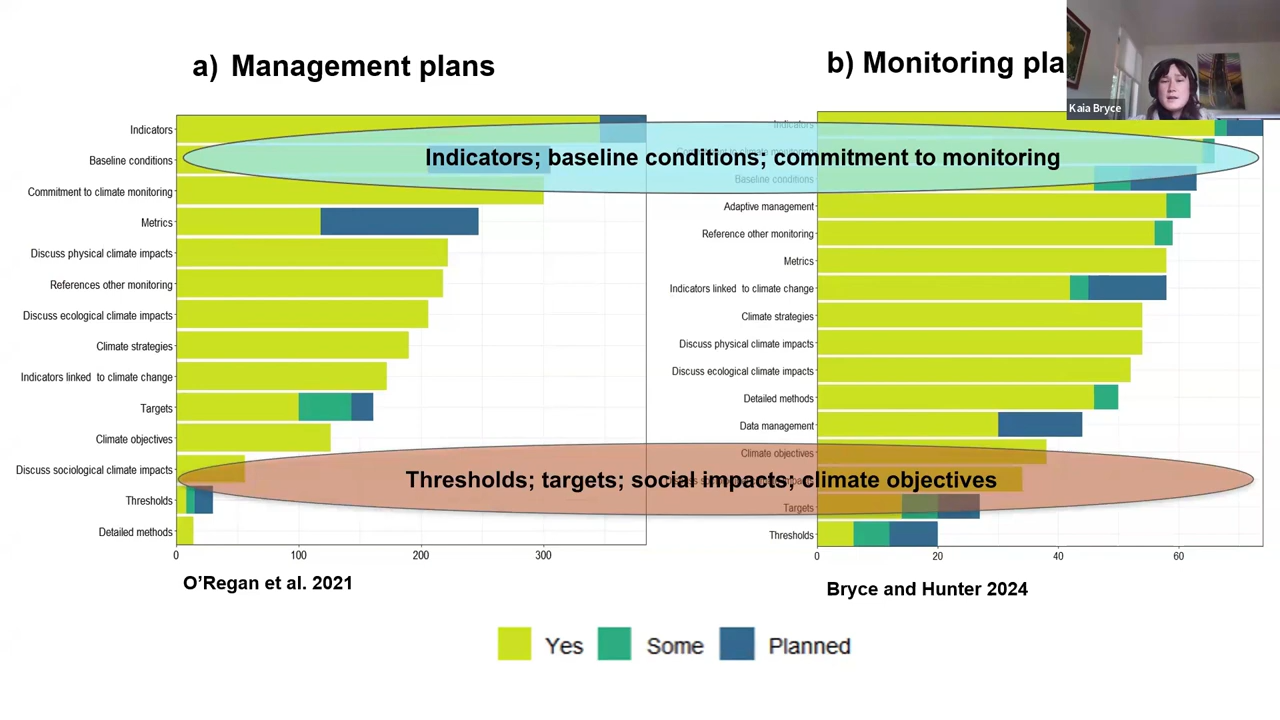 a) Management plans
b) Monitoring pla
Kaia Bryce
Indicators
Baseline conditions
Commitment to climate monitoring
Metrics
Discuss physical climate impacts
References other monitoring
Discuss ecological climate impacts
Climate strategies
Indicators linked to climate change
Targets
Climate objectives
Discuss sociological climate impacts
Thresholds
Detailed methods
0 100 200 300
O'Regan et al. 2021
Indicators; baseline conditions; commitment to monitoring
Thresholds; targets; social impacts; climate objectives
Indicators
Baseline conditions
Adaptive management
Reference other monitoring
Metrics
Indicators linked to climate change
Climate strategies
Discuss physical climate impacts
Discuss ecological climate impacts
Detailed methods
Data management
Climate objectives
Targets
Thresholds
0 20 40 60
Bryce and Hunter 2024
Yes Some Planned